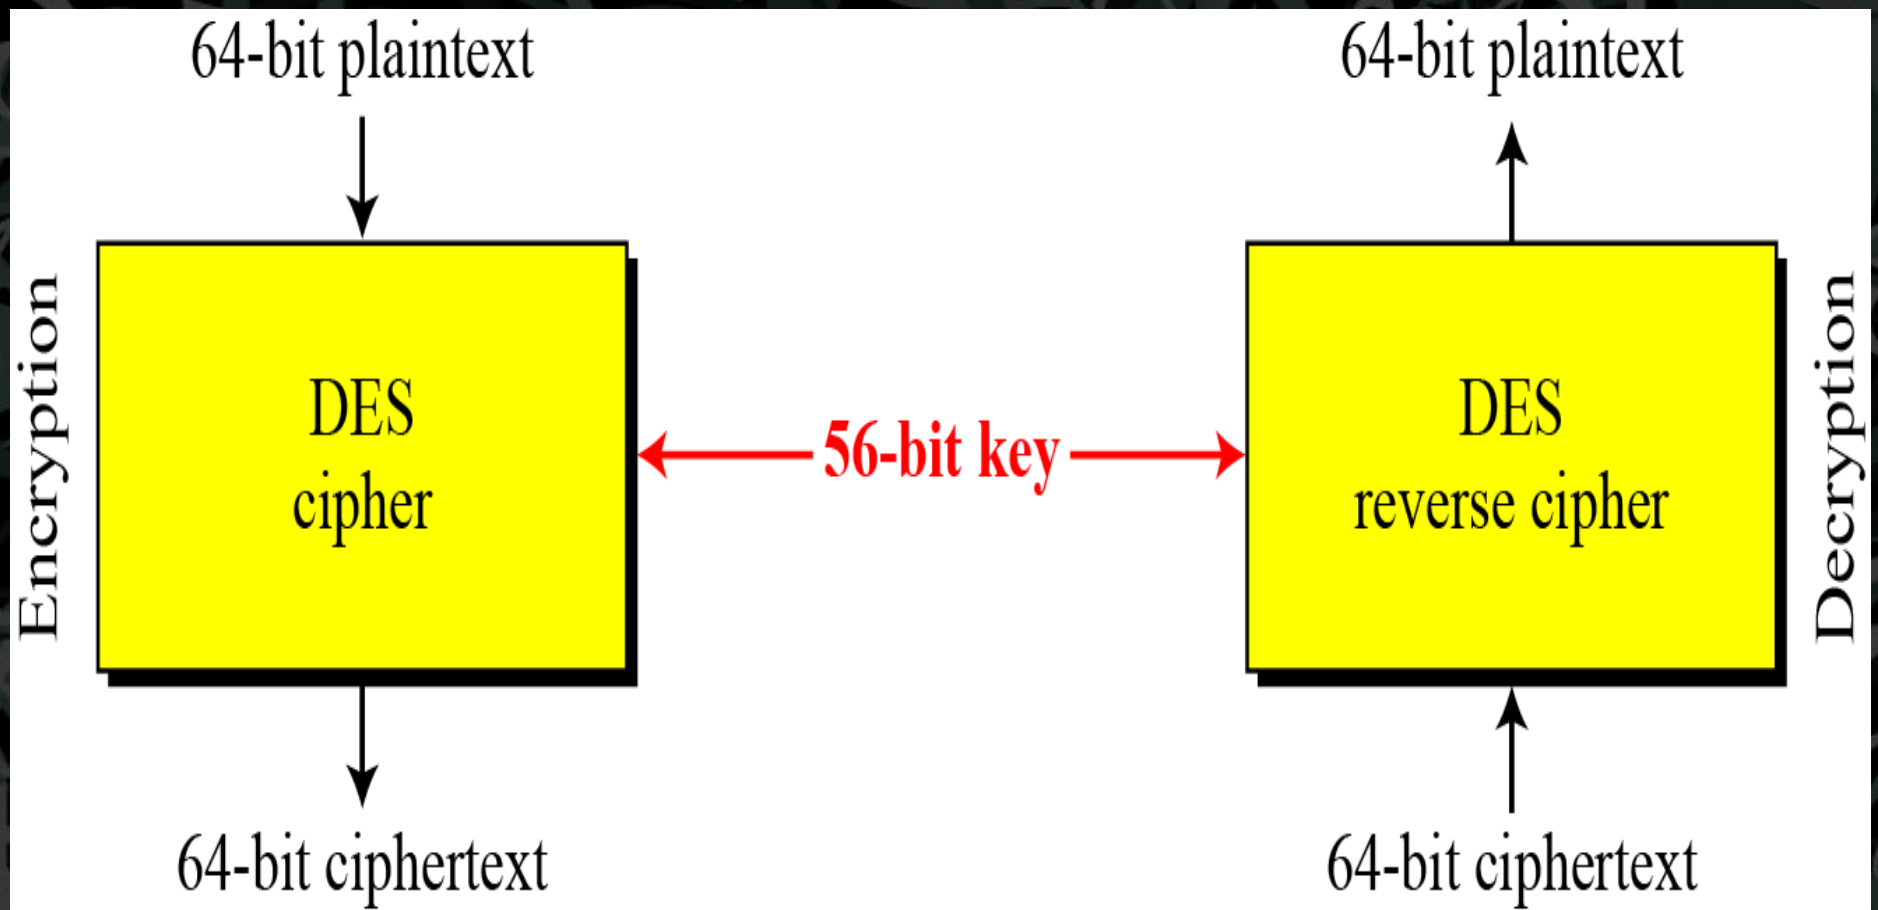 64-bit plaintext
64-bit plaintext
Encryption
DES
cipher
56-bit key
DES
reverse cipher
Decryption
64-bit ciphertext
64-bit ciphertext